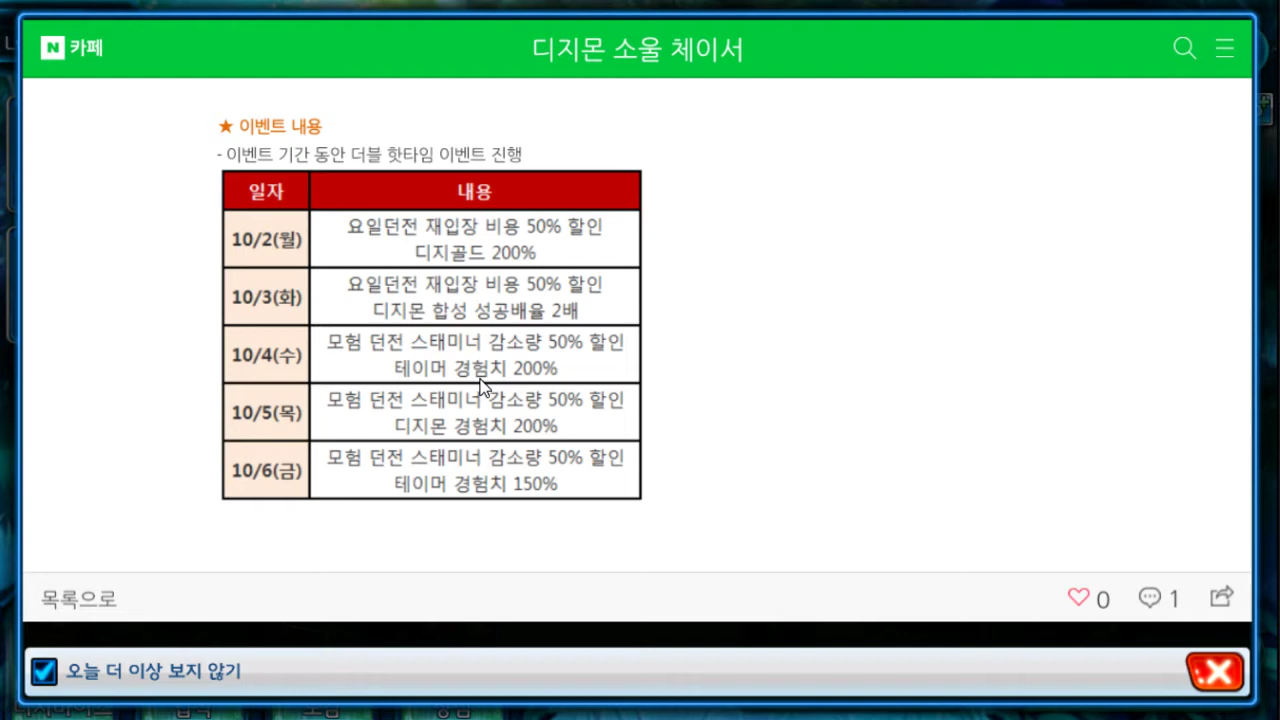 N 카페
디지몬 소울 체이서
★ 이벤트 내용
- 이벤트 기간 동안 더블 핫타임 이벤트 진행
일자 내용
10/2(월) 요일던전 재입장 비용 50% 할인
디지골드 200%
10/3(화) 요일던전 재입장 비용 50% 할인
디지몬 합성 성공배율 2배
10/4(수) 모험 던전 스태미너 감소량 50% 할인
테이머 경험치 200%
10/5(목) 모험 던전 스태미너 감소량 50% 할인
디지몬 경험치 200%
10/6(금) 모험 던전 스태미너 감소량 50% 할인
테이머 경험치 150%
목록으로
0
1
오늘 더 이상 보지 않기